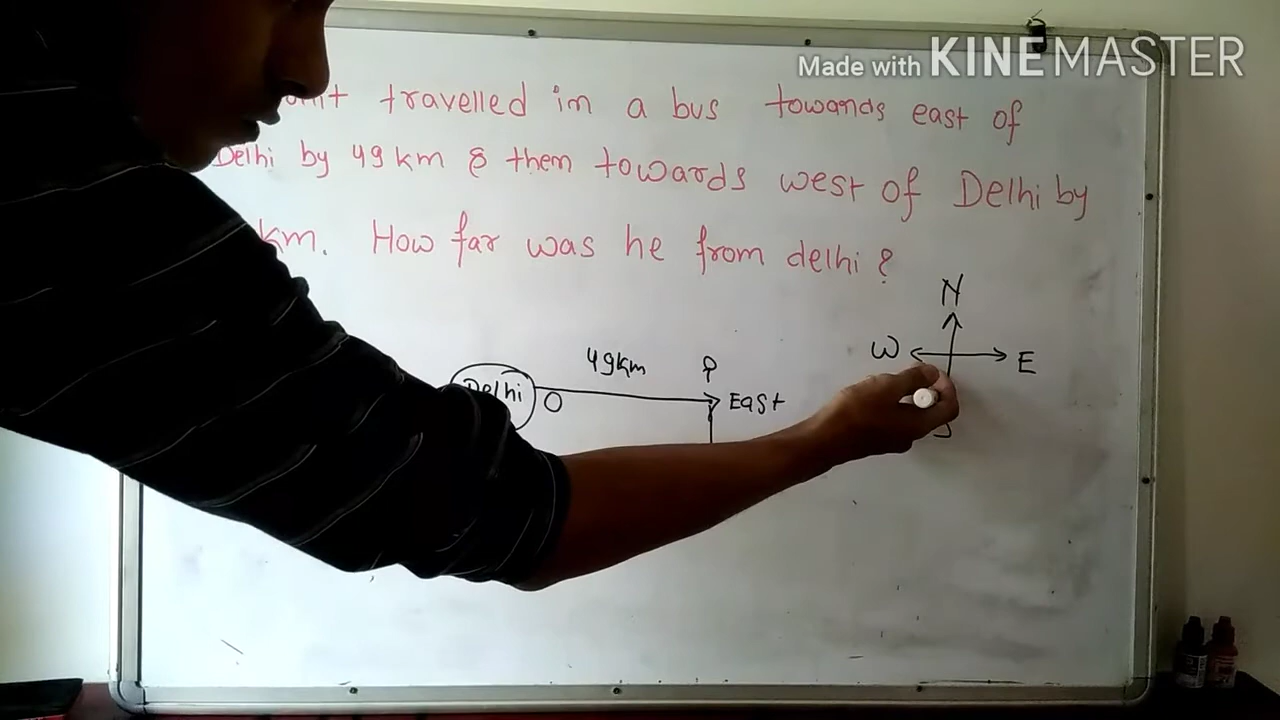 Made with KINEMASTER
travelled in a bus towards east of
Delhi by 49 km & then towards west of Delhi by
km. How far was he from delhi ?
N
W E
49km P
Delhi O East